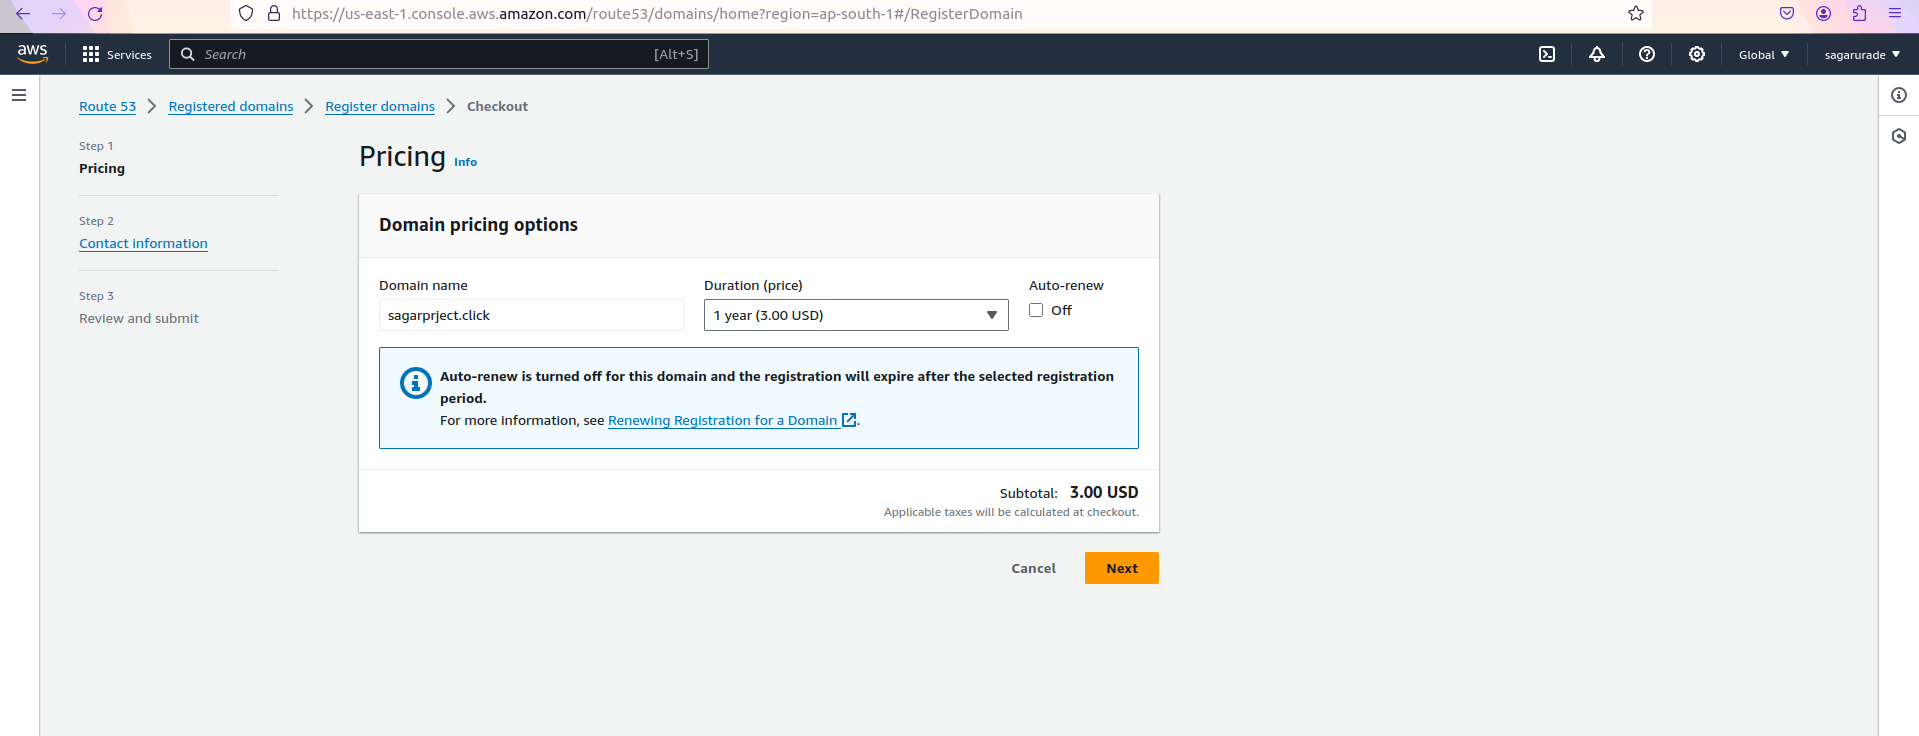 https://us-east-1.console.aws.amazon.com/route53/domains/home?region=ap-south-1#/RegisterDomain
aws Services Search [Alt+S] Global sagarurade
Route 53 Registered domains Register domains Checkout
Step 1
Pricing
Step 2
Contact information
Step 3
Review and submit
Pricing Info
Domain pricing options
Domain name Duration (price) Auto-renew
sagarprject.click 1 year (3.00 USD) Off
Auto-renew is turned off for this domain and the registration will expire after the selected registration
period.
For more information, see Renewing Registration for a Domain.
Subtotal: 3.00 USD
Applicable taxes will be calculated at checkout.
Cancel Next